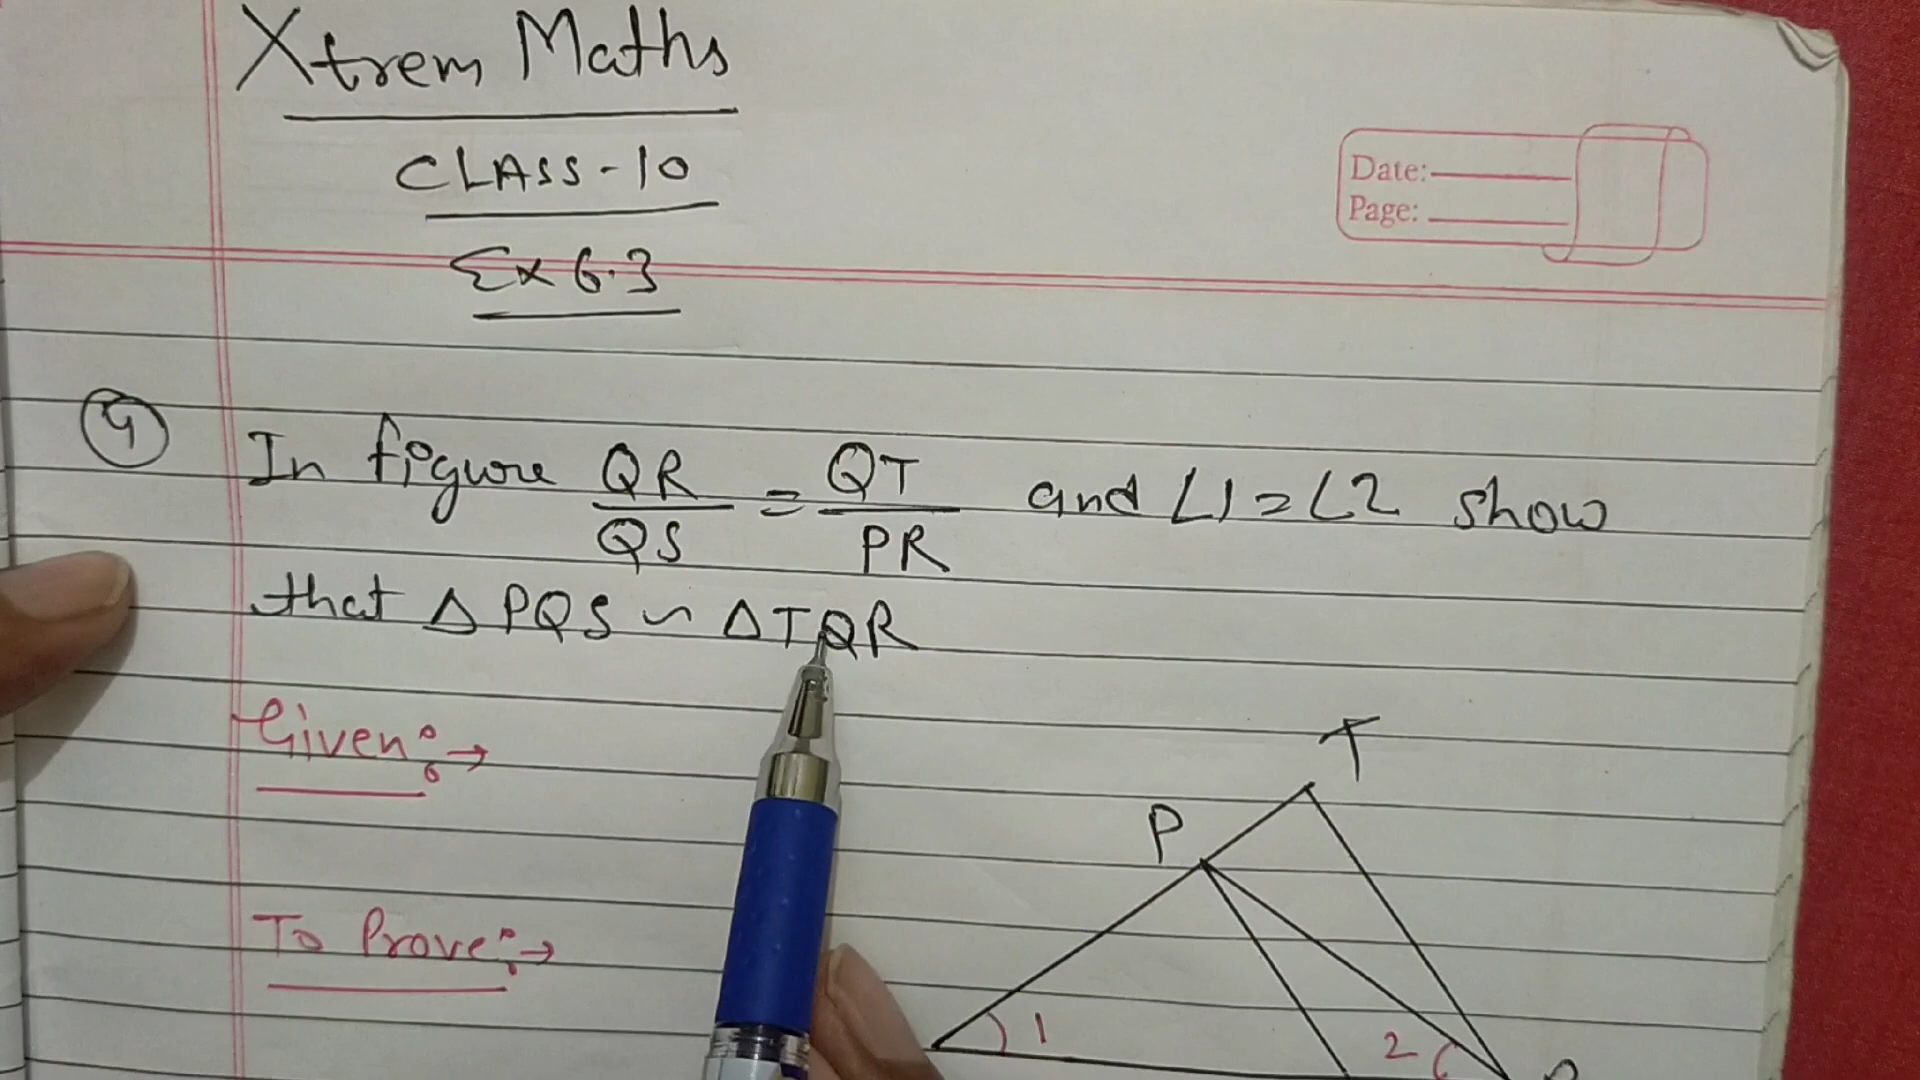 Xtrem Maths
CLASS-10
Ex 6.3
Date:
Page:
4 In figure QR/QS = QT/PR and ∠1=∠2 show
that Δ PQS ~ ΔTQR
Given:→
To Prove:→
T
P
1
2